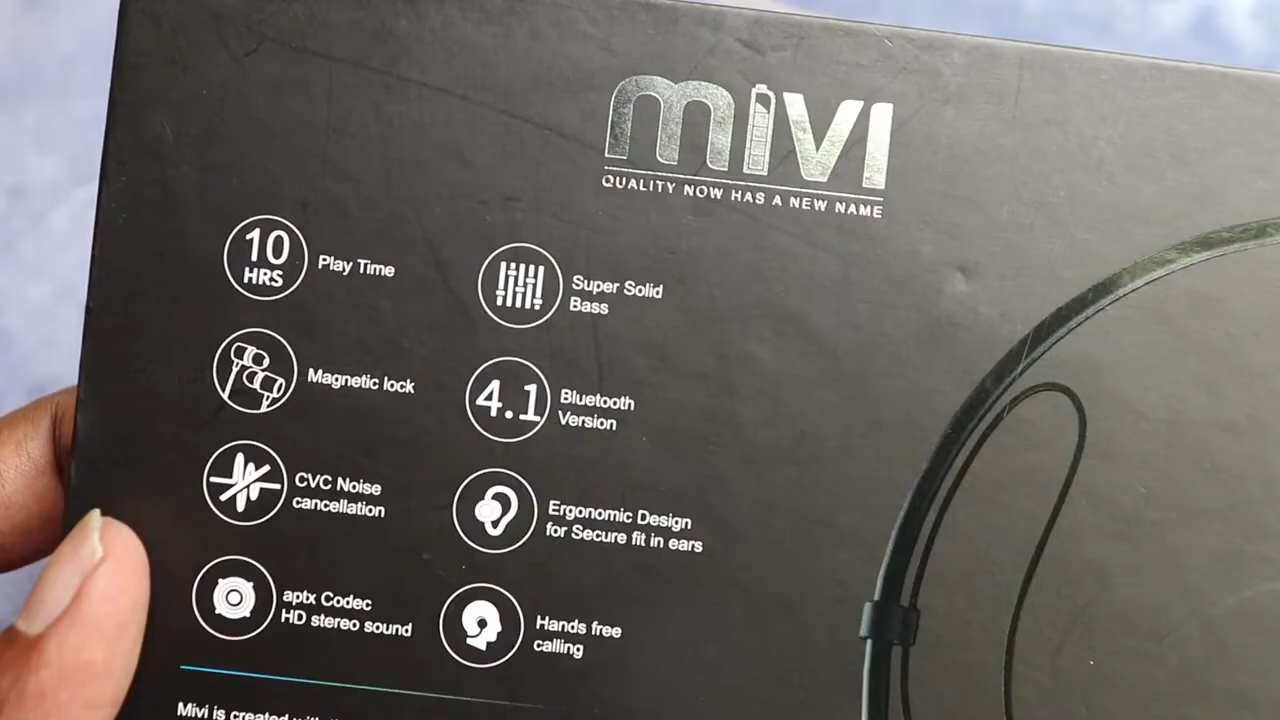 mivi
QUALITY NOW HAS A NEW NAME
10
HRS
Play Time
Super Solid
Bass
Magnetic lock
4.1
Bluetooth
Version
CVC Noise
cancellation
Ergonomic Design
for Secure fit in ears
aptx Codec
HD stereo sound
Hands free
calling
Mivi is created